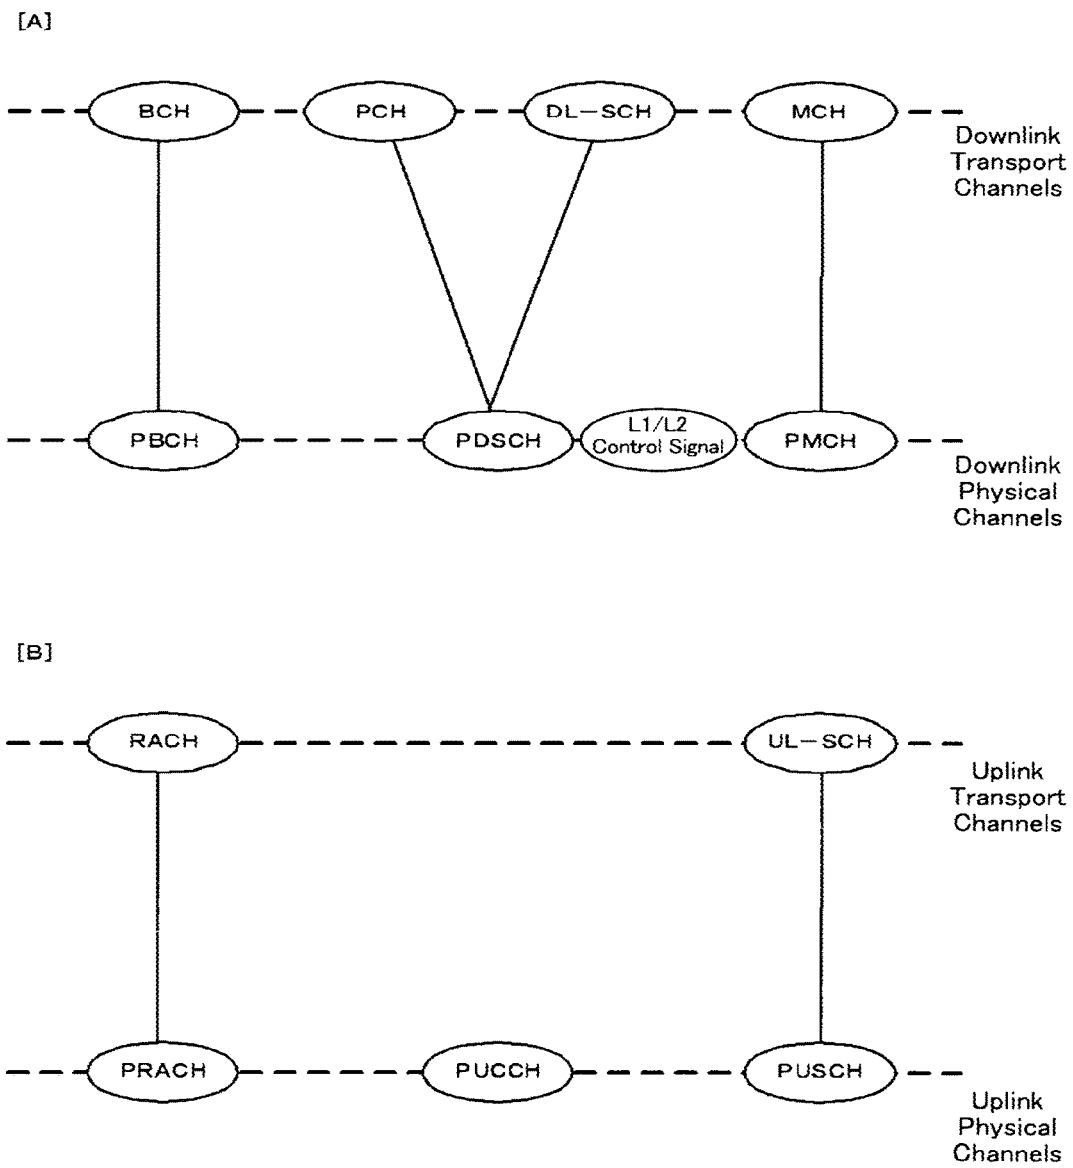 [A]
BCH
PCH
DL-SCH
MCH
Downlink
Transport
Channels
PBCH
PDSCH
L1/L2
Control Signal
PMCH
Downlink
Physical
Channels
[B]
RACH
UL-SCH
Uplink
Transport
Channels
PRACH
PUCCH
PUSCH
Uplink
Physical
Channels